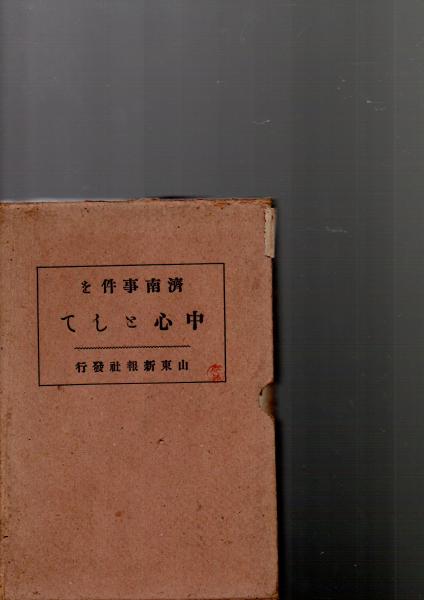 濟南事件を
中心として
山東新報社發行